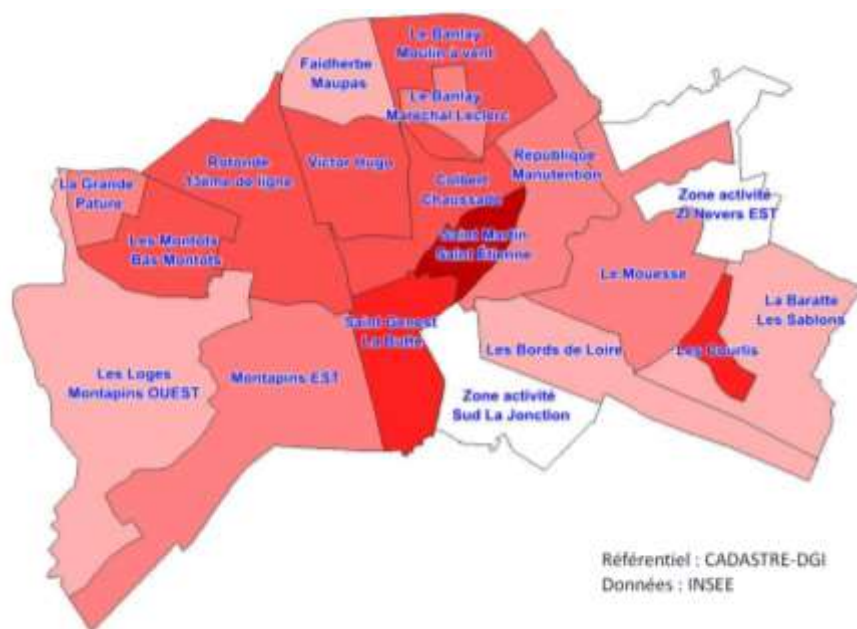 Le Banlay
Moulin à vent
Faidherbe
Maupas
Le Banlay
Maréchal Leclerc
Rotonde
13ème de ligne
Victor Hugo
République
Manutention
La Grande
Pature
Colbert
Chaussade
Zone activité
ZI Nevers EST
Les Montôts
Bas Montots
Saint Martin
Saint Étienne
Le Mouesse
La Baratte
Les Sablons
Saint Genest
La Butte
Les Bords de Loire
Les Courlis
Les Loges
Montapins OUEST
Montapins EST
Zone activité
Sud La Jonction
Référentiel : CADASTRE-DGI
Données : INSEE